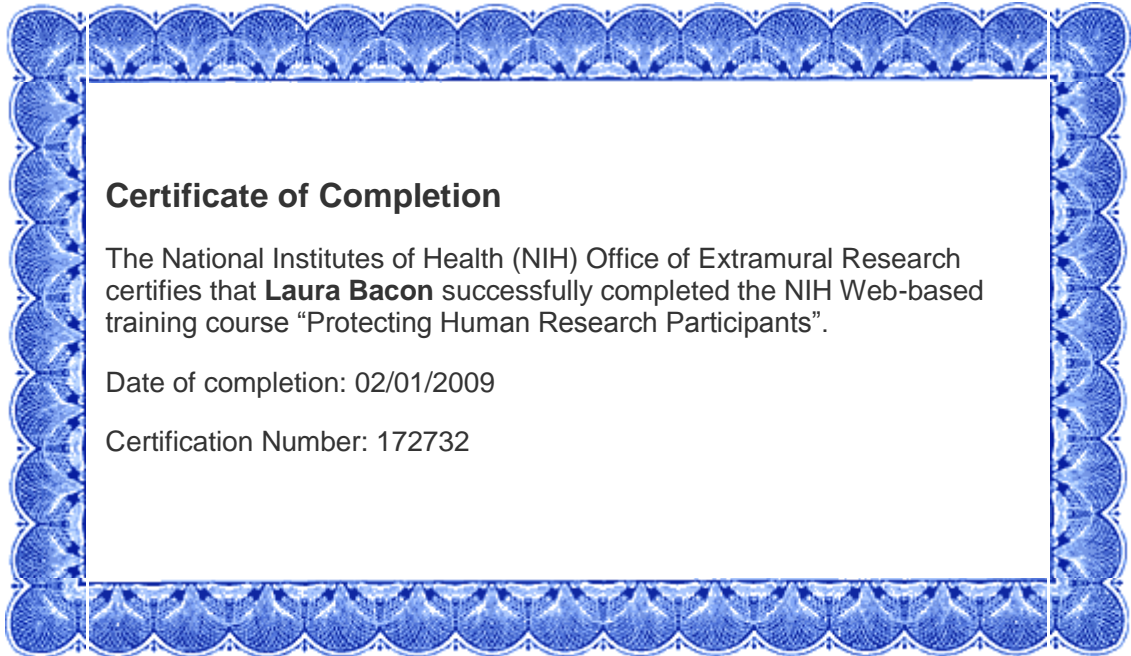 Certificate of Completion
The National Institutes of Health (NIH) Office of Extramural Research
certifies that Laura Bacon successfully completed the NIH Web-based
training course “Protecting Human Research Participants”.
Date of completion: 02/01/2009
Certification Number: 172732